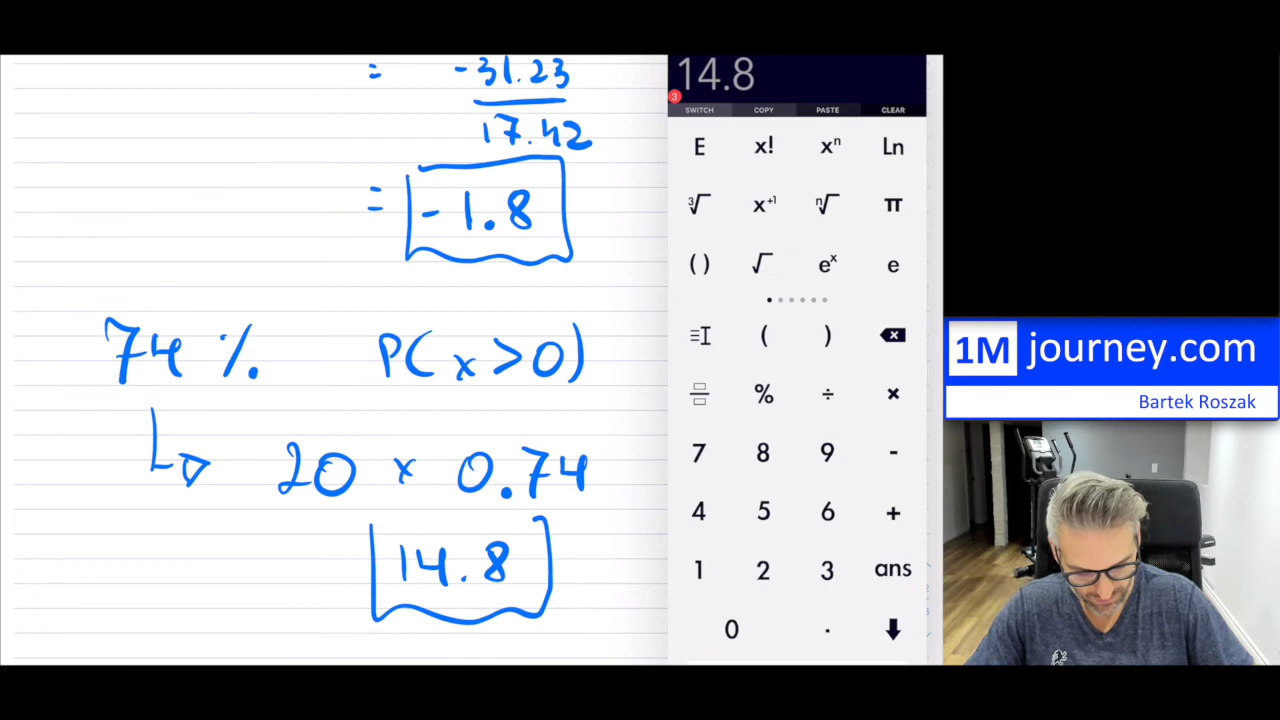 = -31.23
17.42
= -1.8
74 % P(x>0)
20 x 0.74
14.8
14.8
3
SWITCH COPY PASTE CLEAR
E x! xⁿ Ln
³√ x⁺¹ ⁿ√ π
( ) √ eˣ e
( ) 
% ÷ ×
7 8 9 -
4 5 6 +
1 2 3 ans
0 .
1M journey.com
Bartek Roszak